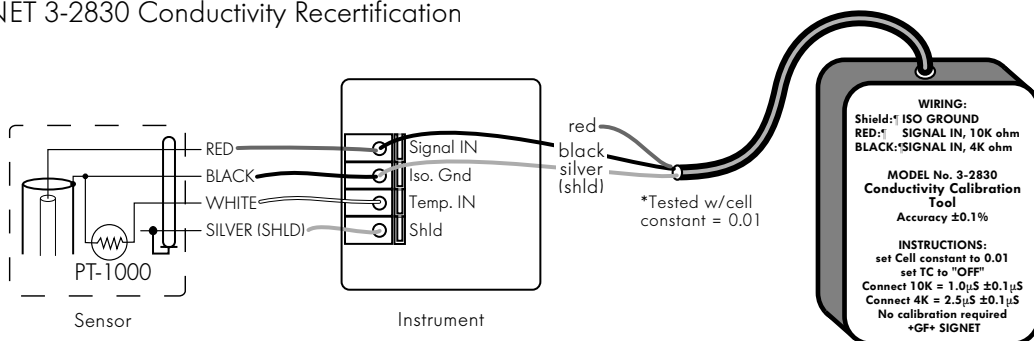 NET 3-2830 Conductivity Recertification
RED
BLACK
WHITE
SILVER (SHLD)
PT-1000
Sensor
Signal IN
Iso. Gnd
Temp. IN
Shld
Instrument
red
black
silver
(shld)
*Tested w/cell
constant = 0.01
WIRING:
Shield:¶ ISO GROUND
RED:¶ SIGNAL IN, 10K ohm
BLACK:¶SIGNAL IN, 4K ohm
MODEL No. 3-2830
Conductivity Calibration
Tool
Accuracy ±0.1%
INSTRUCTIONS:
set Cell constant to 0.01
set TC to "OFF"
Connect 10K = 1.0µS ±0.1µS
Connect 4K = 2.5µS ±0.1µS
No calibration required
+GF+ SIGNET